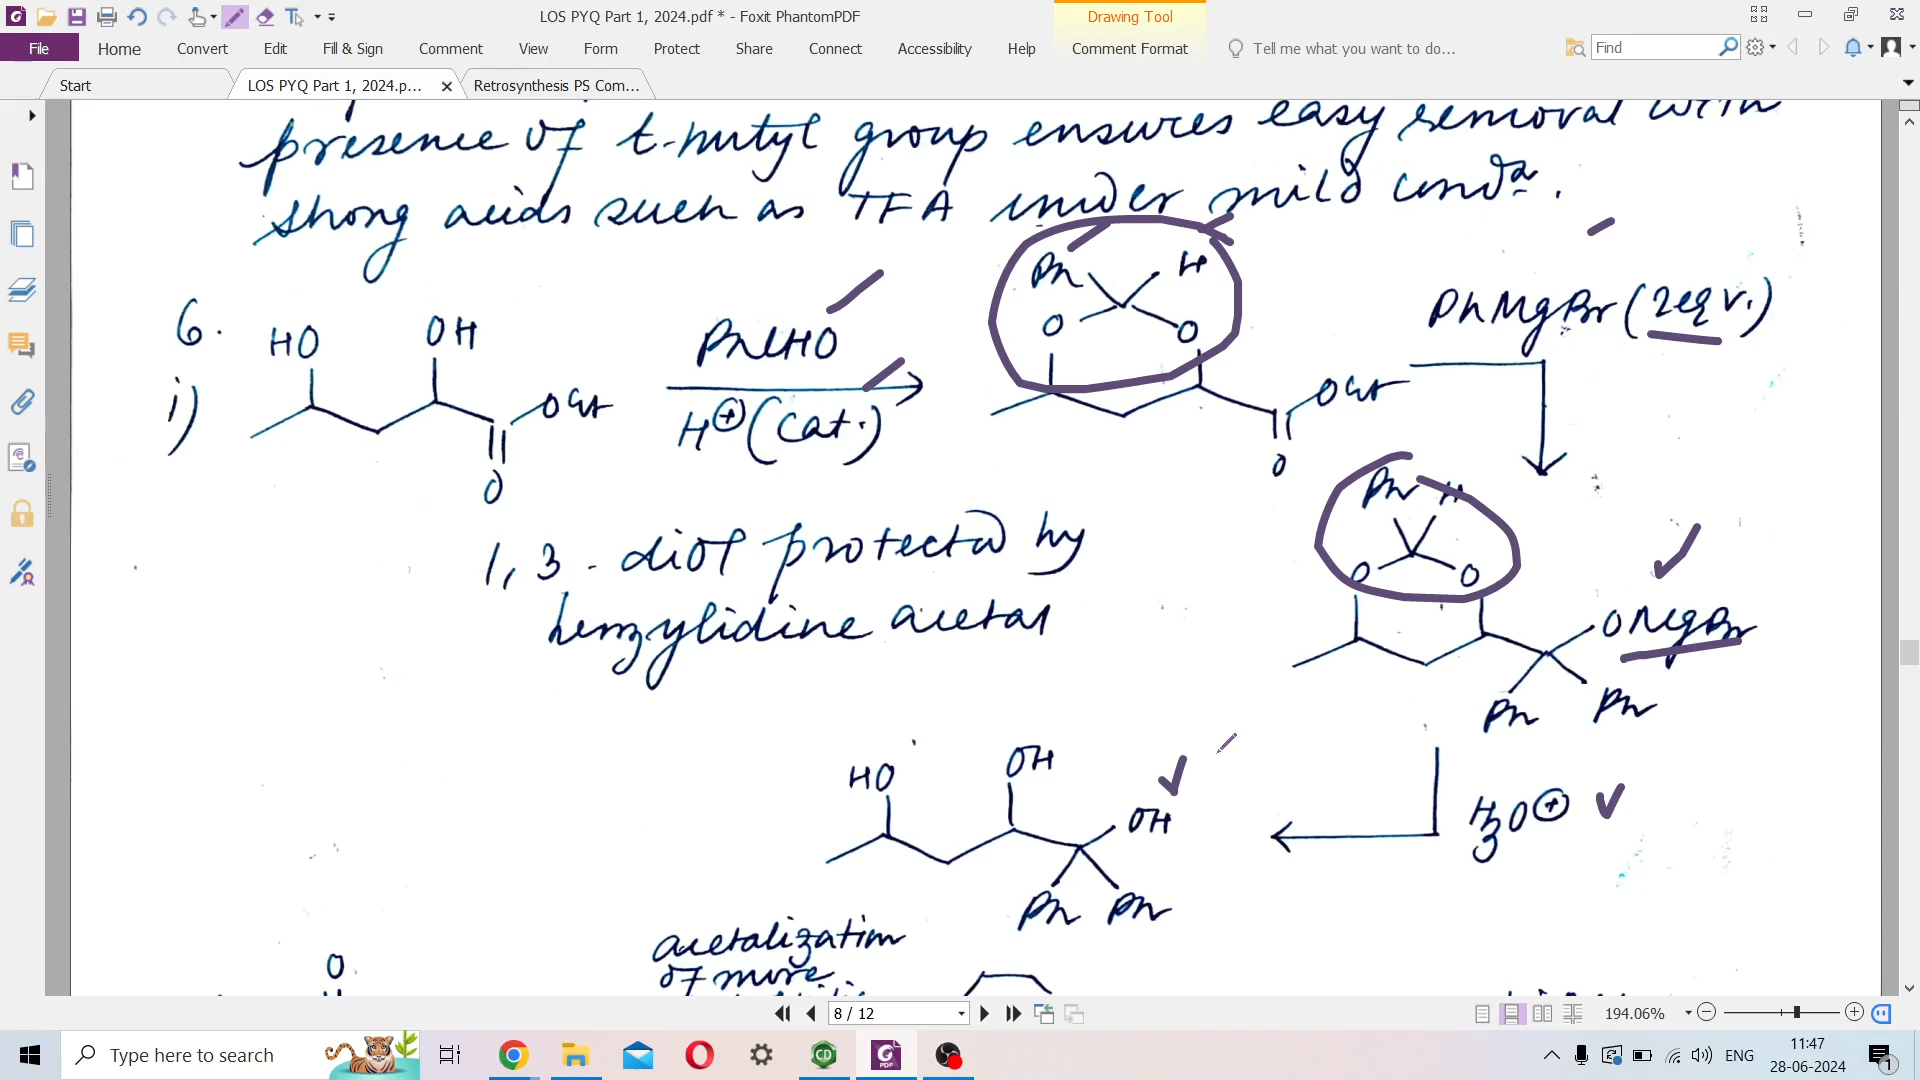 LOS PYQ Part 1, 2024.pdf * - Foxit PhantomPDF
Drawing Tool
File Home Convert Edit Fill & Sign Comment View Form Protect Share Connect Accessibility Help Comment Format Tell me what you want to do... Find
Start LOS PYQ Part 1, 2024.p... Retrosynthesis PS Com...
presence of t-butyl group ensures easy removal with
strong acids such as TFA under mild condn.
6.
i)
HO OH OEt O
PhCHO
H⊕ (cat.)
Ph H
O O
OEt
O
PhMgBr (2eqv.)
1,3-diol protected by
benzylidine acetal
Ph H
O O
OMgBr
Ph Ph
H3O⊕
HO OH
OH
Ph Ph
acetalization
of more
O
8 / 12
194.06%
Type here to search
ENG
11:47
28-06-2024
1